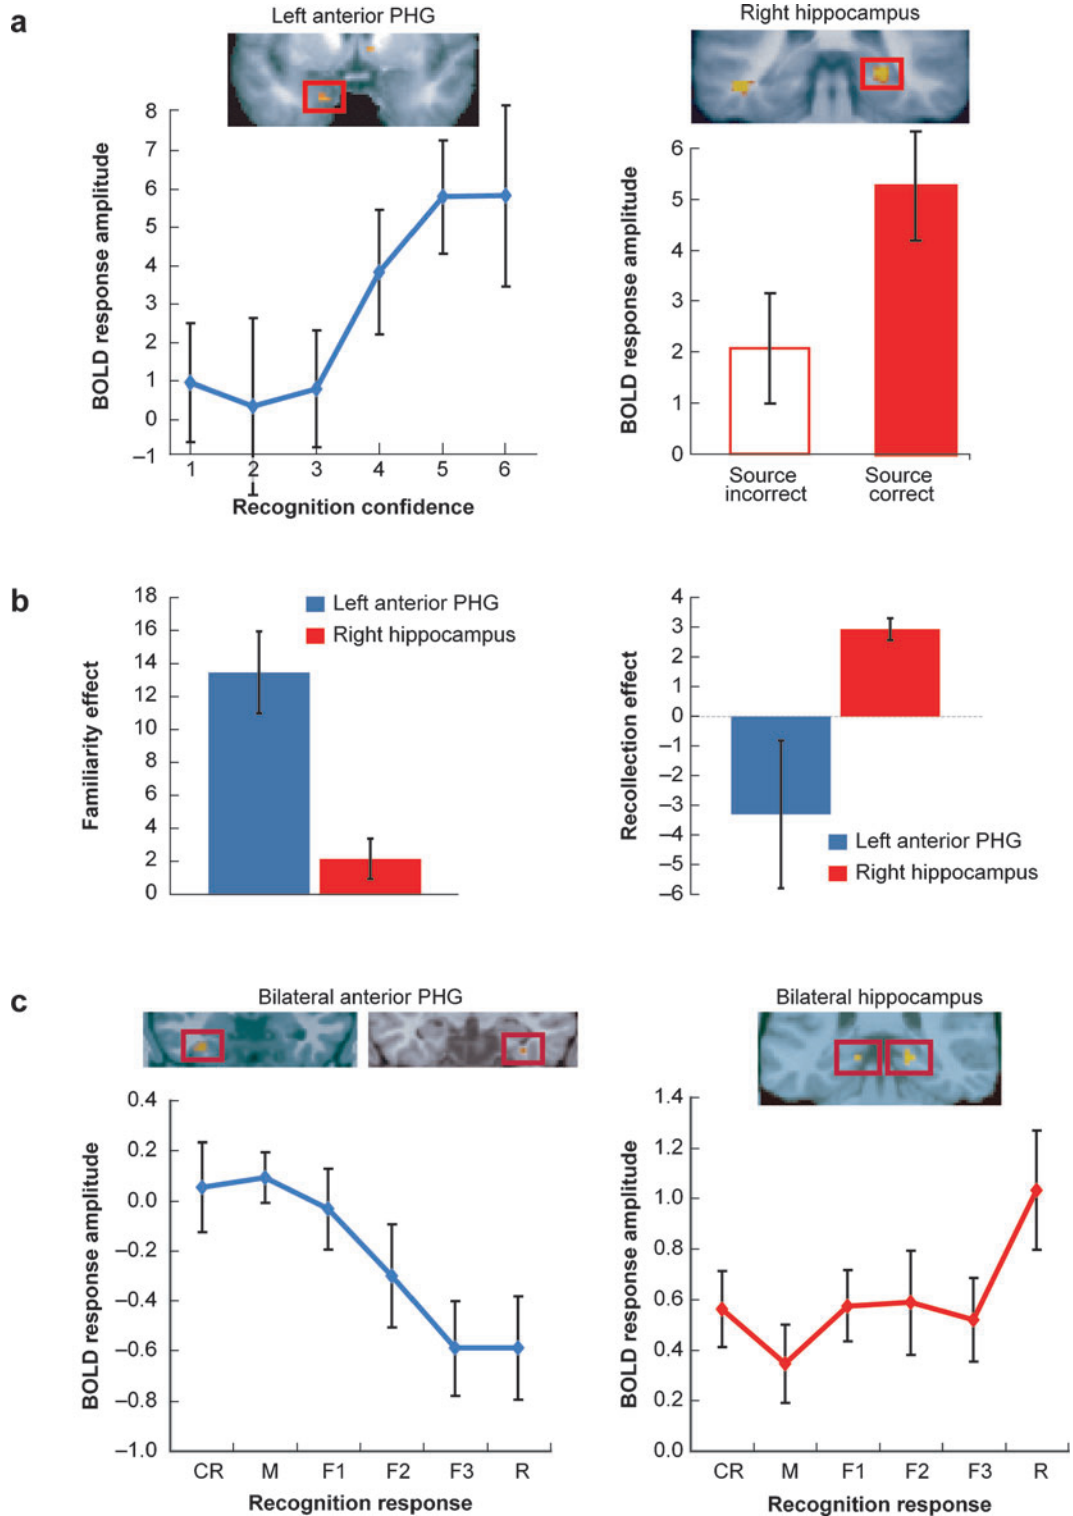 a
Left anterior PHG
BOLD response amplitude
8
7
6
5
4
3
2
1
0
–1
1 2 3 4 5 6
Recognition confidence
Right hippocampus
BOLD response amplitude
6
5
4
3
2
1
0
Source incorrect
Source correct
b
Familiarity effect
18
16
14
12
10
8
6
4
2
0
Left anterior PHG
Right hippocampus
Recollection effect
4
3
2
1
0
–1
–2
–3
–4
–5
–6
Left anterior PHG
Right hippocampus
c
Bilateral anterior PHG
BOLD response amplitude
0.4
0.2
0.0
–0.2
–0.4
–0.6
–0.8
–1.0
CR M F1 F2 F3 R
Recognition response
Bilateral hippocampus
BOLD response amplitude
1.4
1.2
1.0
0.8
0.6
0.4
0.2
0.0
CR M F1 F2 F3 R
Recognition response